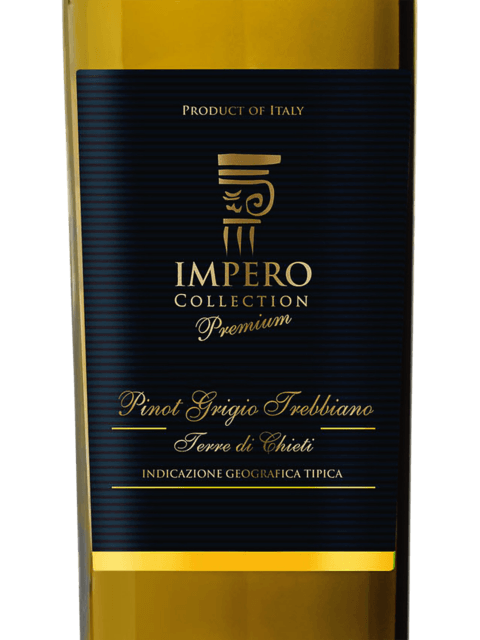 PRODUCT OF ITALY
IMPERO
COLLECTION
Premium
Pinot Grigio Trebbiano
Terre di Chieti
INDICAZIONE GEOGRAFICA TIPICA